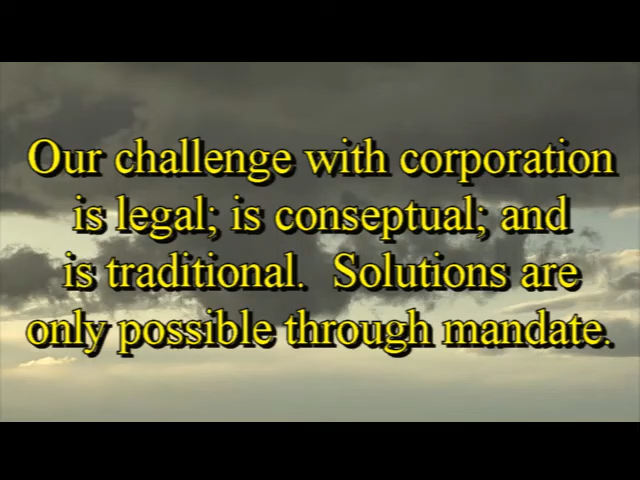 Our challenge with corporation
is legal; is conseptual; and
is traditional.  Solutions are
only possible through mandate.